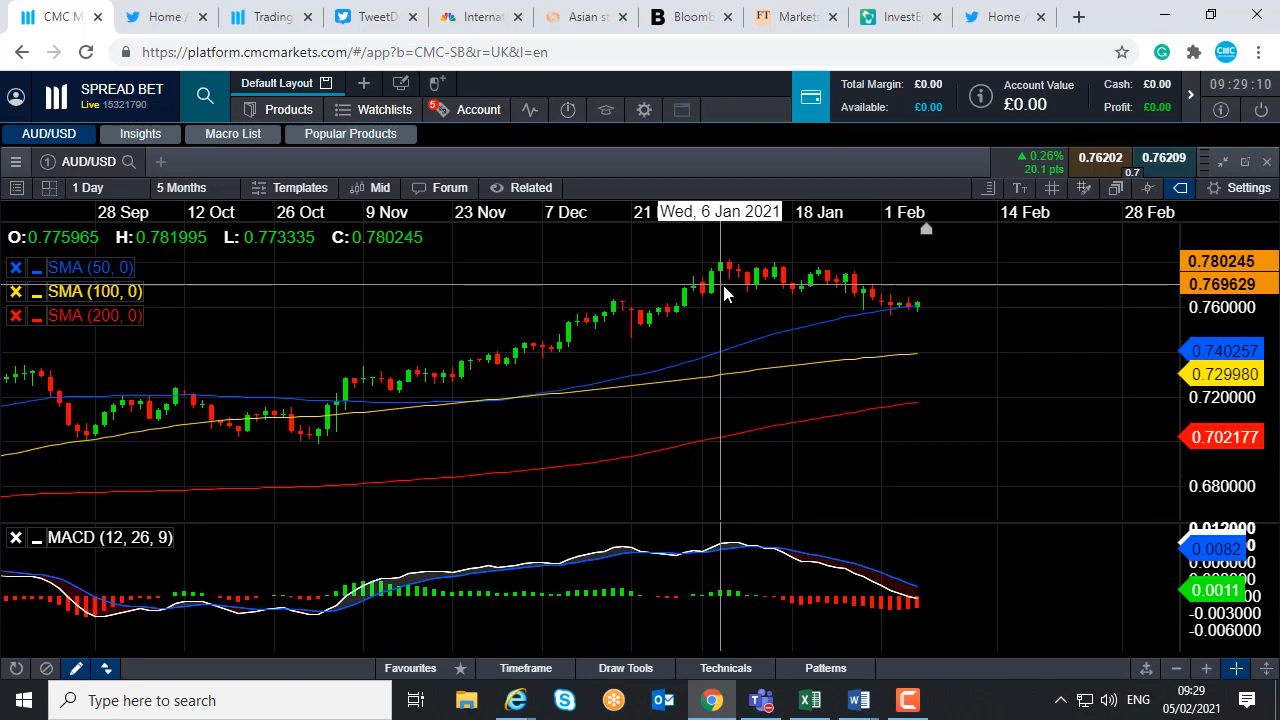 CMC M
Home /
Trading
TweetD
Interna
Asian s
Bloomb
FT
Markets
InvestE
Home /
https://platform.cmcmarkets.com/#/app?b=CMC-SB&r=UK&l=en
SPREAD BET
Live 15321790
Default Layout
Products
Watchlists
5
Account
Total Margin: £0.00
Available: £0.00
Account Value
£0.00
Cash: £0.00
Profit: £0.00
09:29:10
AUD/USD
Insights
Macro List
Popular Products
1 AUD/USD
0.26%
20.1 pts
0.76202
0.76209
0.7
1 Day
5 Months
Templates
Mid
Forum
Related
Settings
28 Sep
12 Oct
26 Oct
9 Nov
23 Nov
7 Dec
21
Wed, 6 Jan 2021
18 Jan
1 Feb
14 Feb
28 Feb
O:0.775965 H:0.781995 L: 0.773335 C: 0.780245
SMA (50, 0)
SMA (100, 0)
SMA (200, 0)
0.780245
0.769629
0.760000
0.740257
0.729980
0.720000
0.702177
0.680000
MACD (12, 26, 9)
0.0082
0.0011
-0.003000
-0.006000
Favourites
Timeframe
Draw Tools
Technicals
Patterns
Type here to search
ENG
09:29
05/02/2021